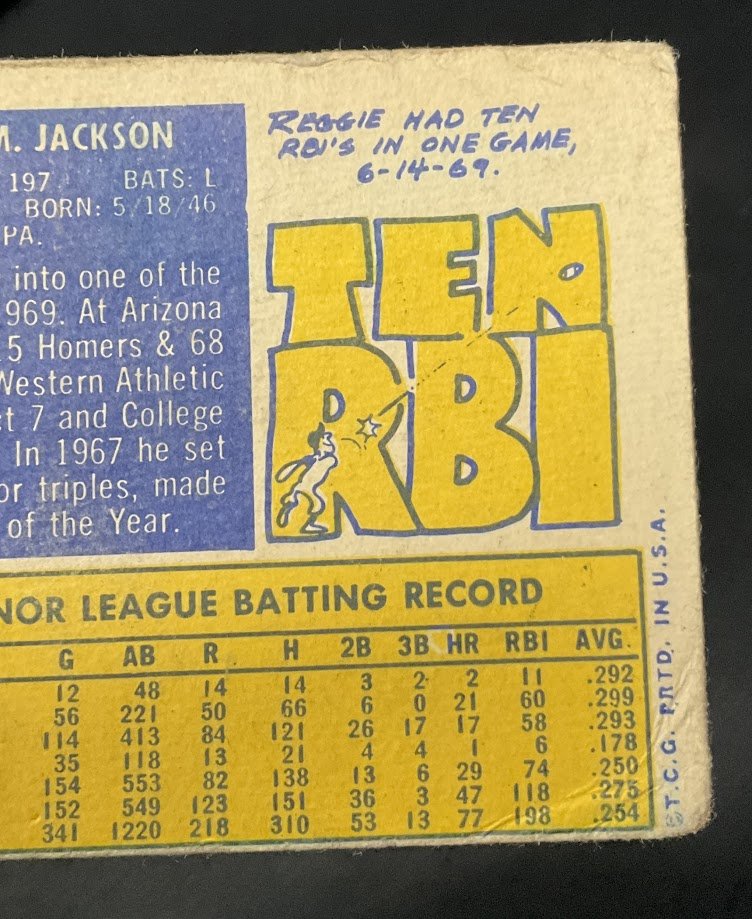 M. JACKSON
197 BATS: L
BORN: 5/18/46
PA.
into one of the
969. At Arizona
5 Homers & 68
Western Athletic
et 7 and College
In 1967 he set
or triples, made
of the Year.
REGGIE HAD TEN
RBI'S IN ONE GAME,
6-14-69.
TEN
RBI
NOR LEAGUE BATTING RECORD
G AB R H 2B 3B HR RBI AVG.
12 48 14 14 3 2 2 11 .292
56 221 50 66 6 0 21 60 .299
114 413 84 121 26 17 17 58 .293
35 118 13 21 4 4 1 6 .178
154 553 82 138 13 6 29 74 .250
152 549 123 151 36 3 47 118 .275
341 1220 218 310 53 13 77 198 .254
©T.C.G. PRTD. IN U.S.A.